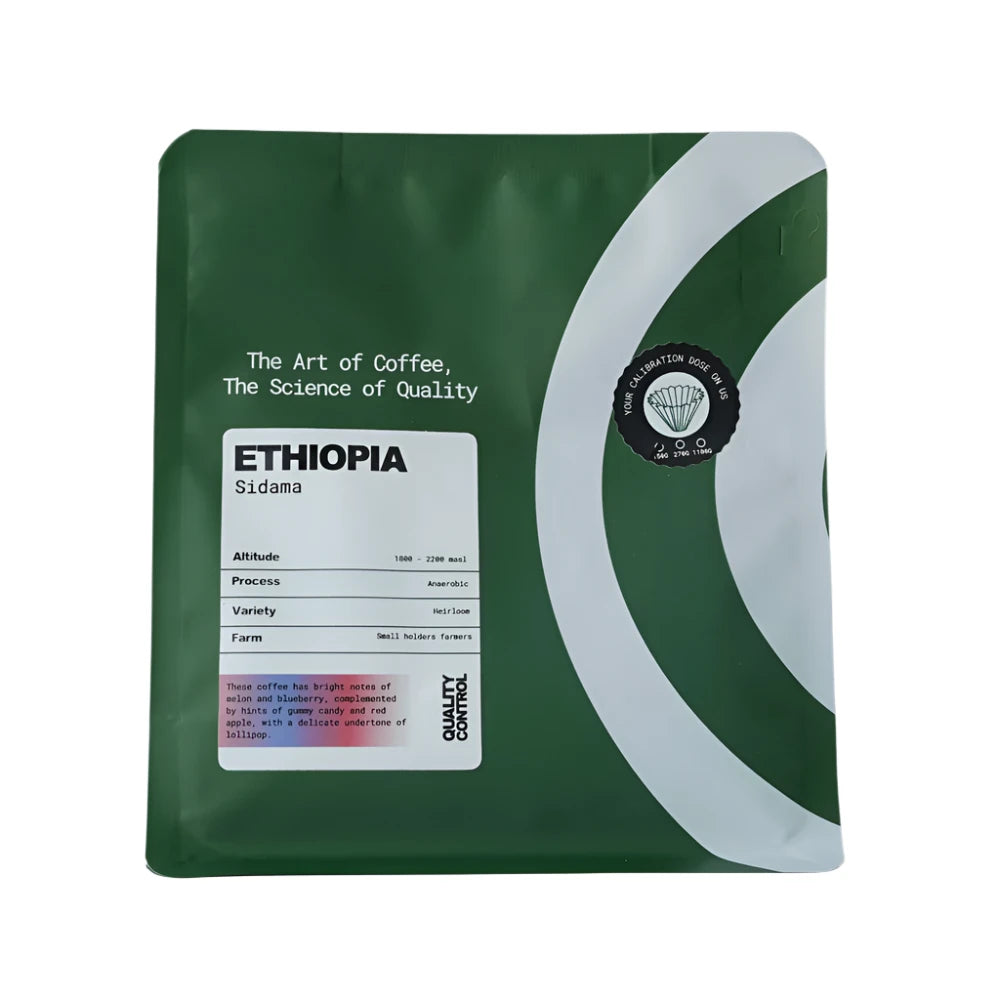 The Art of Coffee,
The Science of Quality
YOUR CALIBRATION DOSE ON US
270G 1100G
ETHIOPIA
Sidama
Altitude 1800 - 2200 masl
Process Anaerobic
Variety Heirloom
Farm Small holders farmers
These coffee has bright notes of
melon and blueberry, complemented
by hints of gummy candy and red
apple, with a delicate undertone of
lollipop.
QUALITY
CONTROL